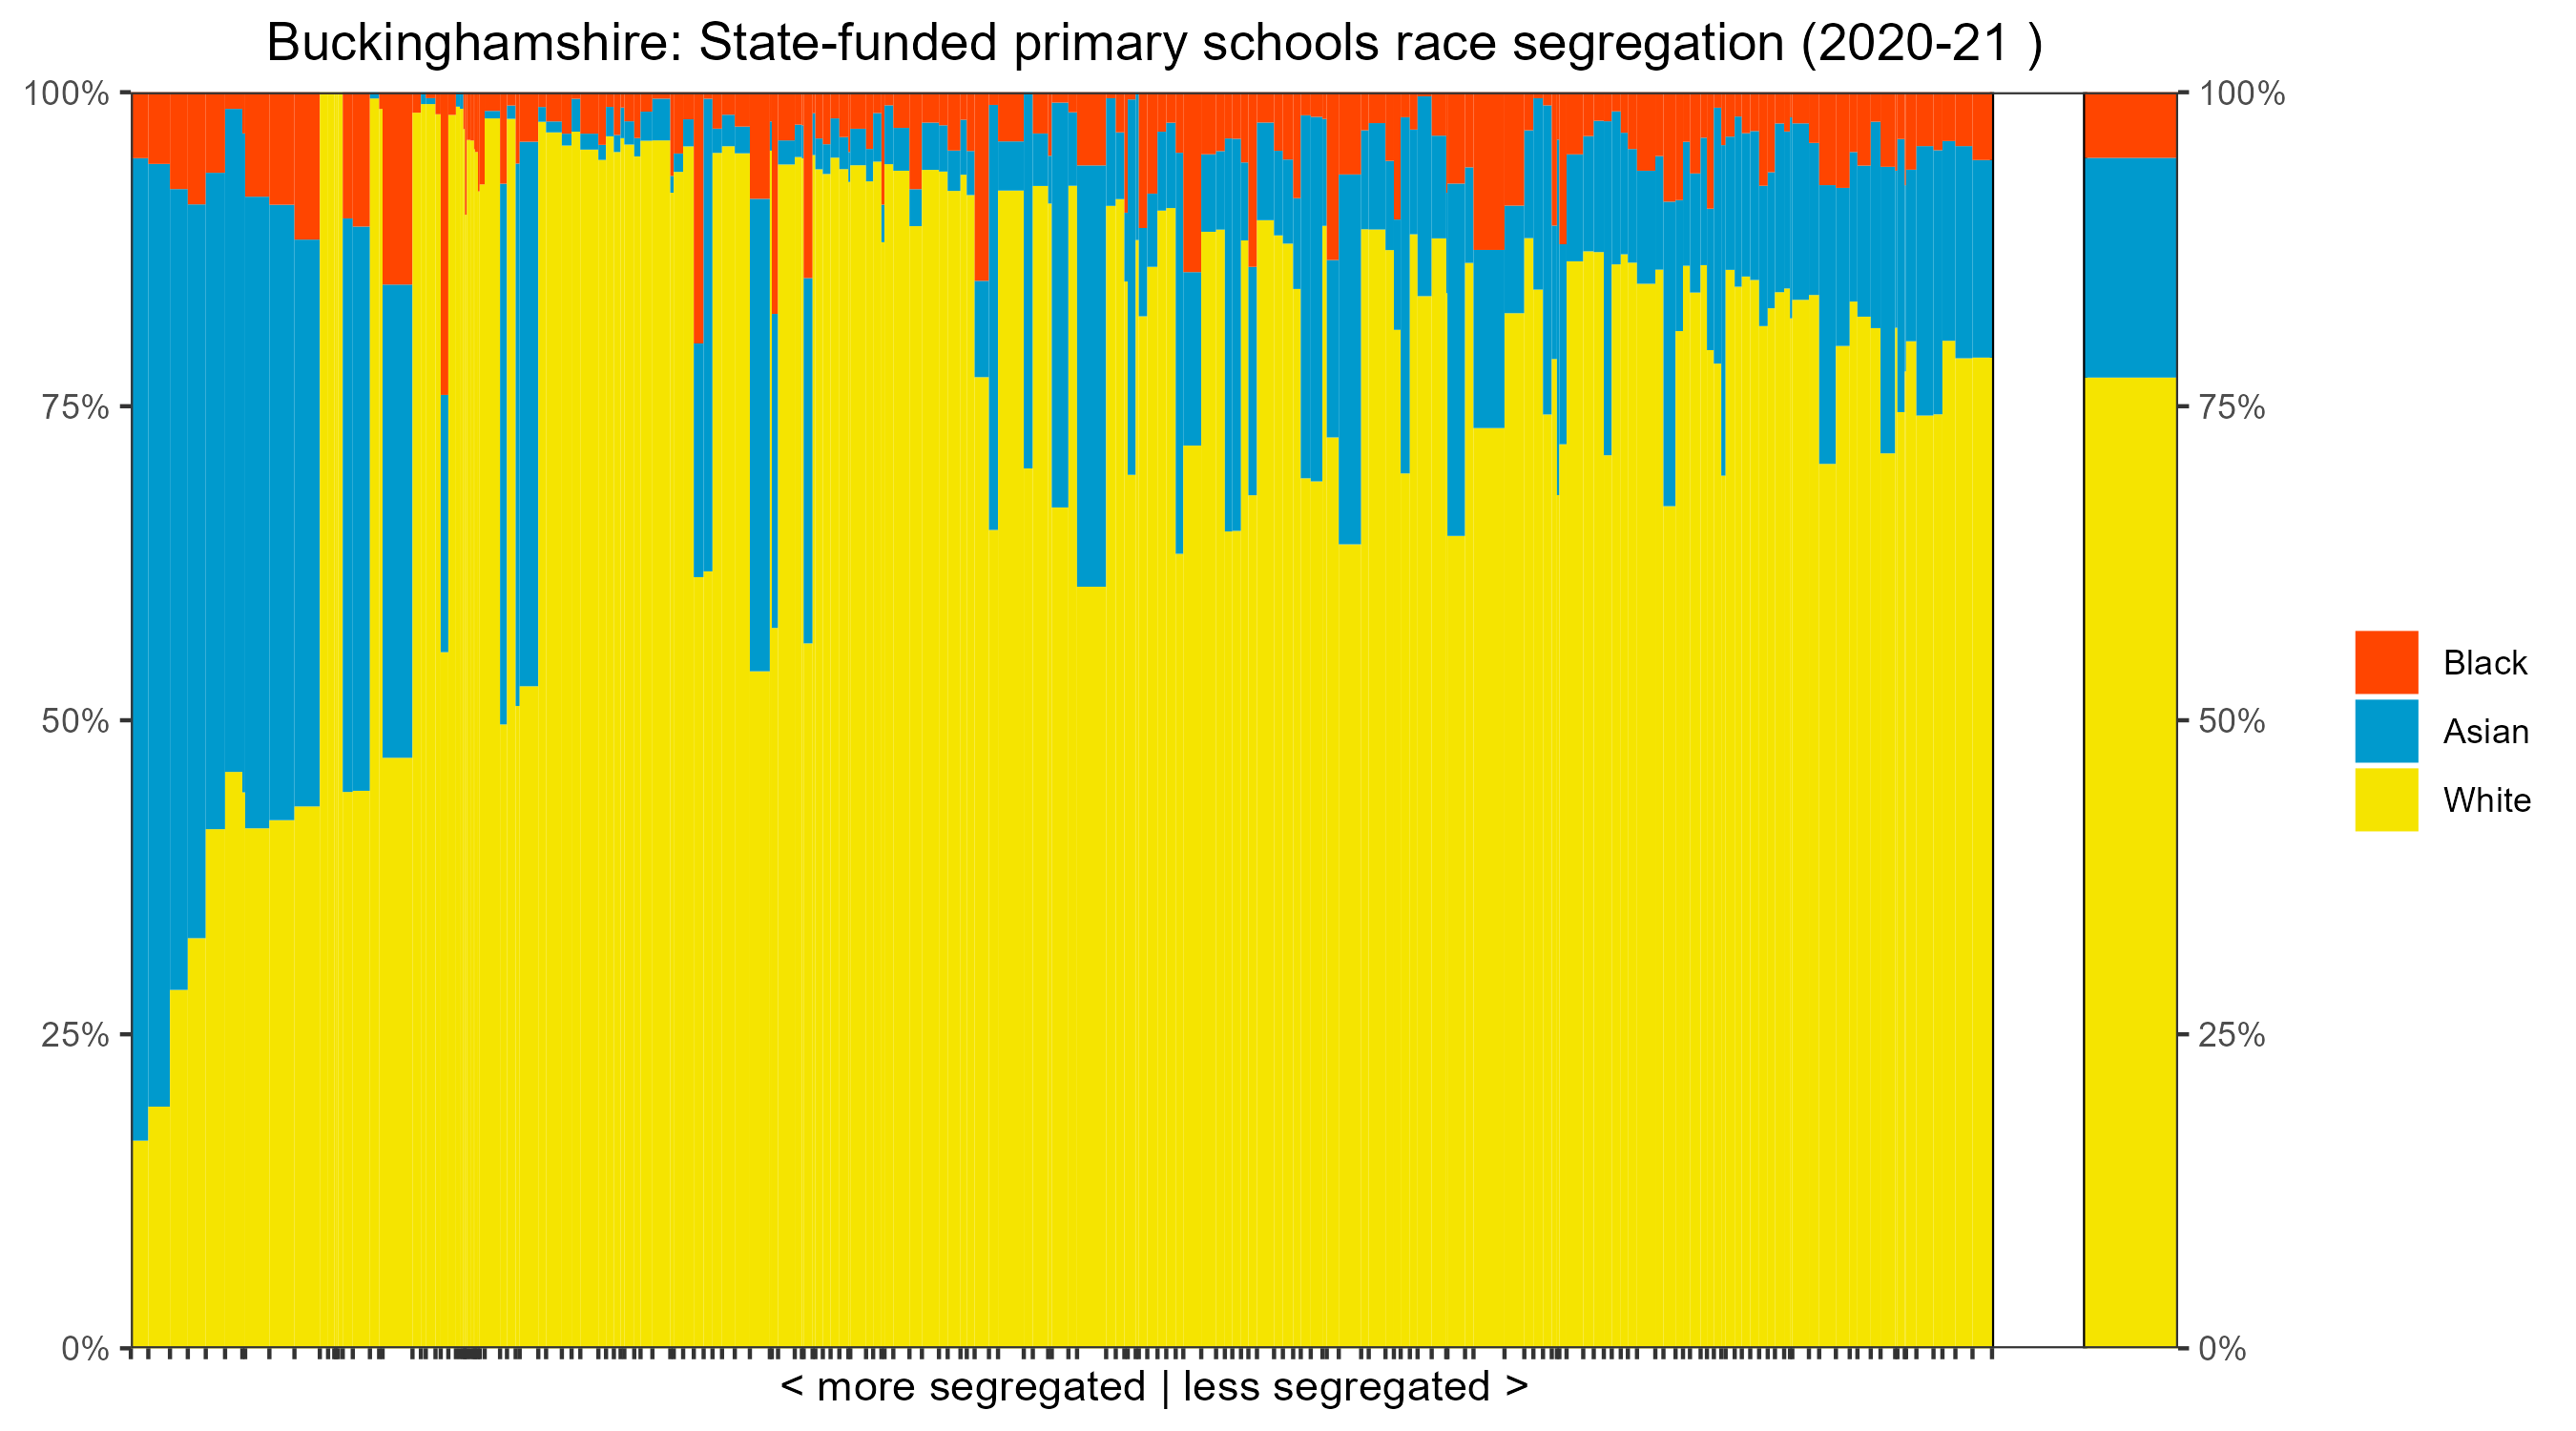 Buckinghamshire: State-funded primary schools race segregation (2020-21 )
100%
75%
50%
25%
0%
100%
75%
50%
25%
0%
Black
Asian
White
< more segregated | less segregated >